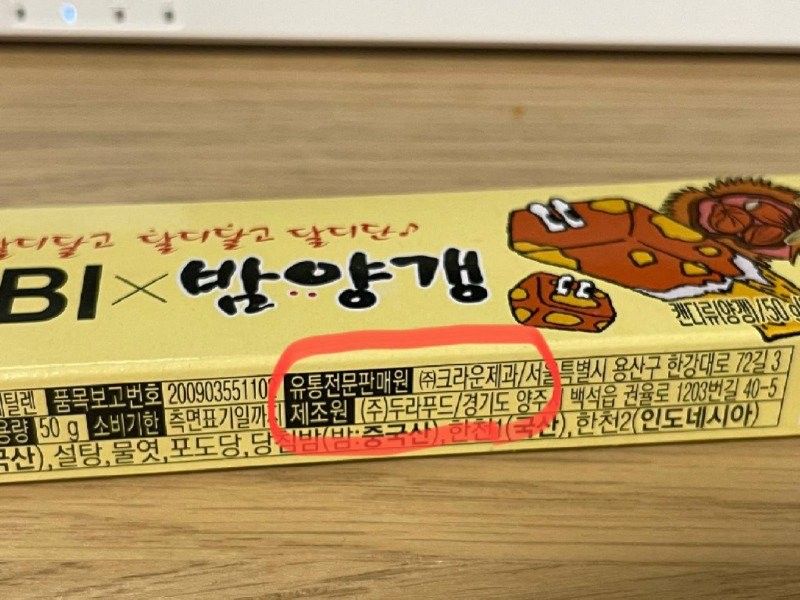 달디달고 달디달고 달디단♪
BI×밤양갱
캔디류(양갱)/50 g
틸렌 품목보고번호 유통전문판매원 ㈜크라운제과/서울특별시 용산구 한강대로 72길 3
용량 50 g 소비기한 측면표기일까지 제조원 (주)두라푸드/경기도 양주시 백석읍 권율로 1203번길 40-5
국산),설탕,물엿,포도당,당침밤(밤:중국산),한천1(국산),한천2(인도네시아)